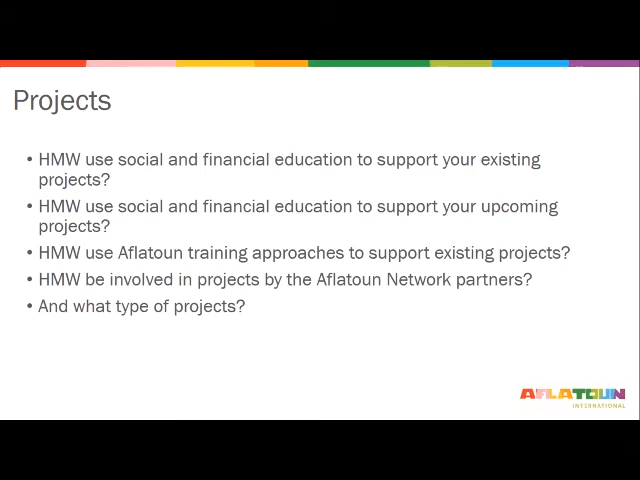 Projects
• HMW use social and financial education to support your existing
projects?
• HMW use social and financial education to support your upcoming
projects?
• HMW use Aflatoun training approaches to support existing projects?
• HMW be involved in projects by the Aflatoun Network partners?
• And what type of projects?
AFLATOUN
INTERNATIONAL